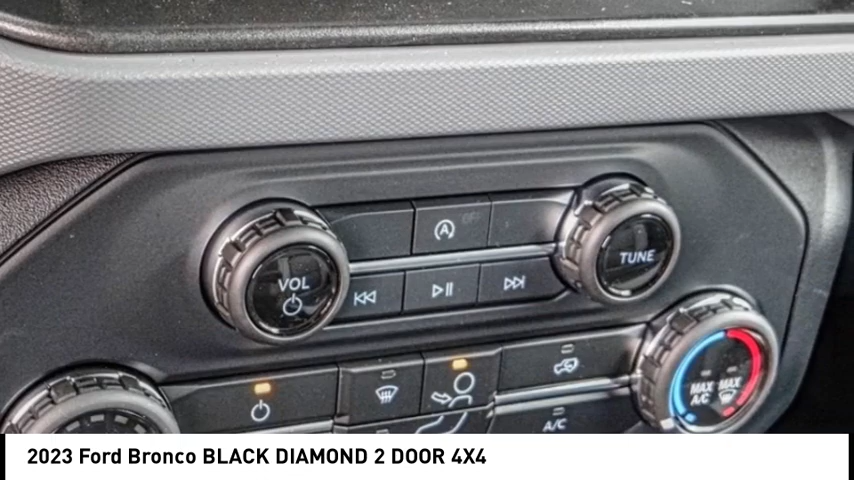 OFF
A
VOL
TUNE
MAX MAX
A/C
A/C
2023 Ford Bronco BLACK DIAMOND 2 DOOR 4X4